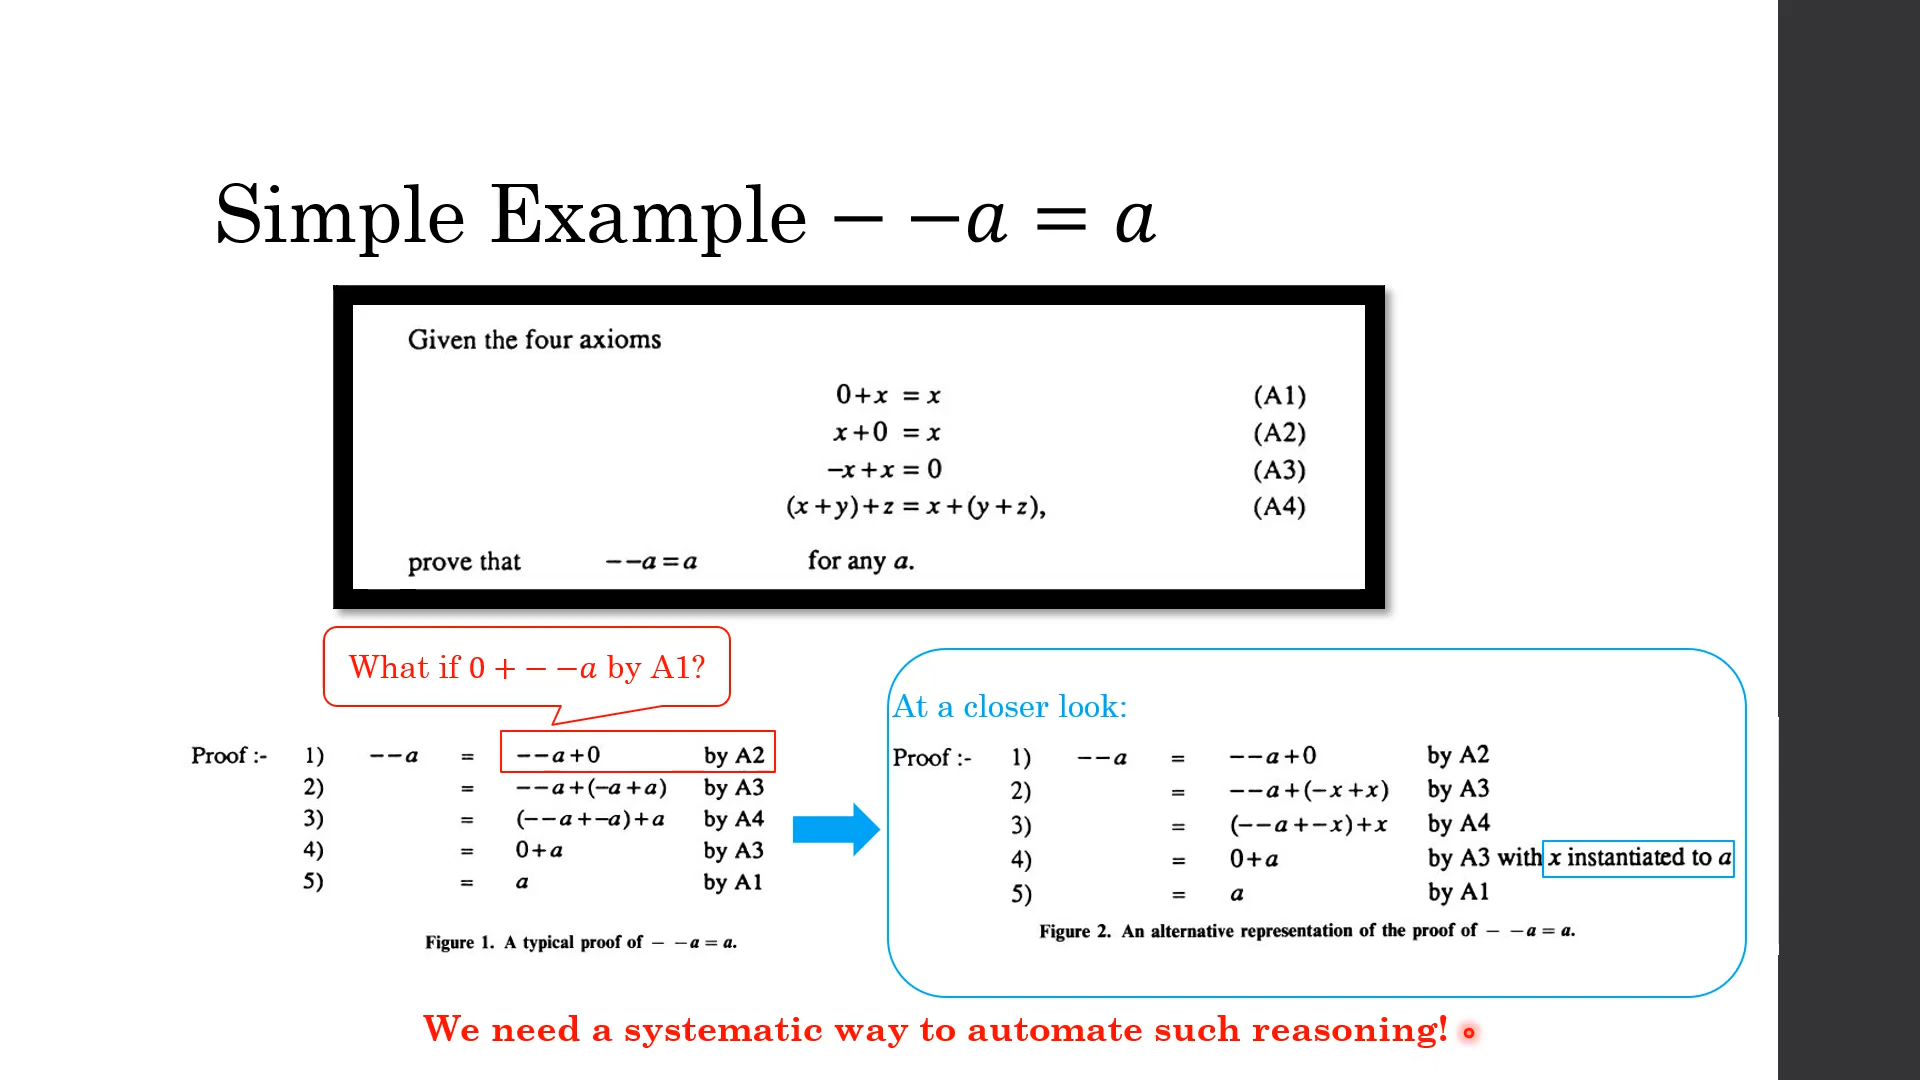 Simple Example − −a = a
Given the four axioms
0+x = x (A1)
x+0 = x (A2)
−x+x = 0 (A3)
(x+y)+z = x+(y+z), (A4)
prove that −−a=a for any a.
What if 0 + − −a by A1?
Proof :- 1) −−a = −−a+0 by A2
2) = −−a+(−a+a) by A3
3) = (−−a+−a)+a by A4
4) = 0+a by A3
5) = a by A1
Figure 1. A typical proof of − −a = a.
At a closer look:
Proof :- 1) −−a = −−a+0 by A2
2) = −−a+(−x+x) by A3
3) = (−−a+−x)+x by A4
4) = 0+a by A3 with x instantiated to a
5) = a by A1
Figure 2. An alternative representation of the proof of − −a = a.
We need a systematic way to automate such reasoning!